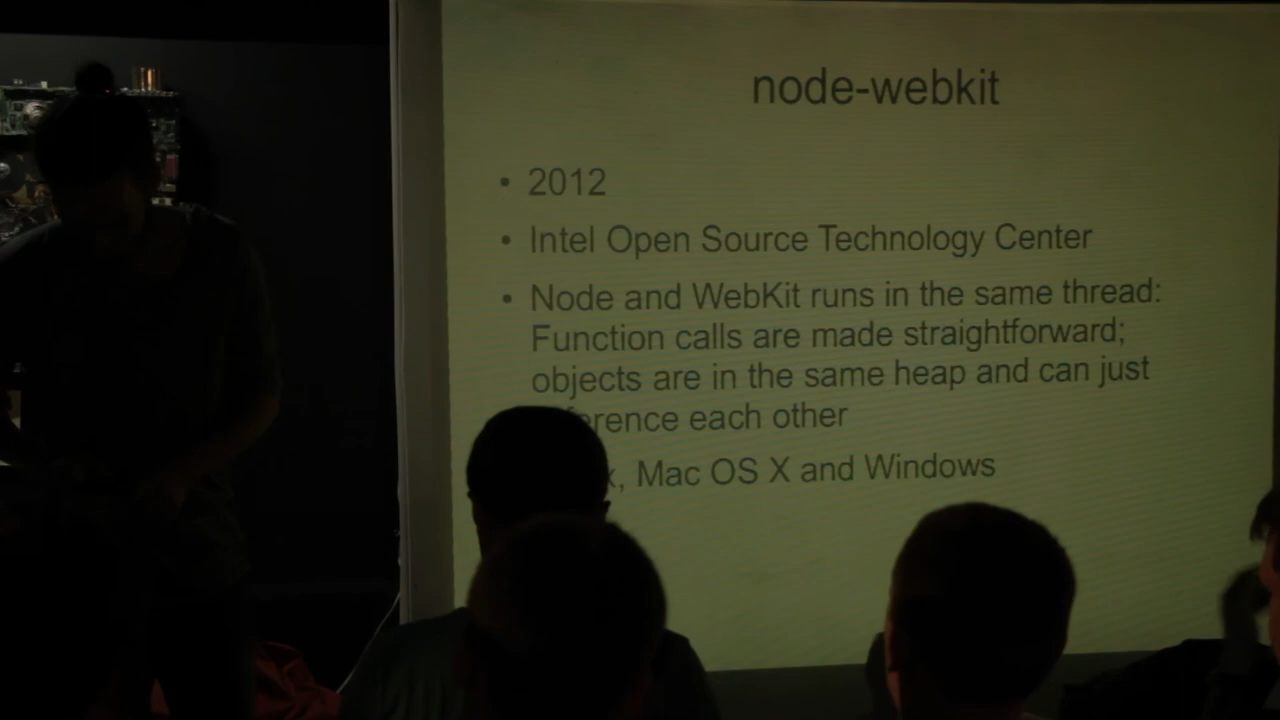 node-webkit
• 2012
• Intel Open Source Technology Center
• Node and WebKit runs in the same thread:
Function calls are made straightforward;
objects are in the same heap and can just
each other
Mac OS X and Windows